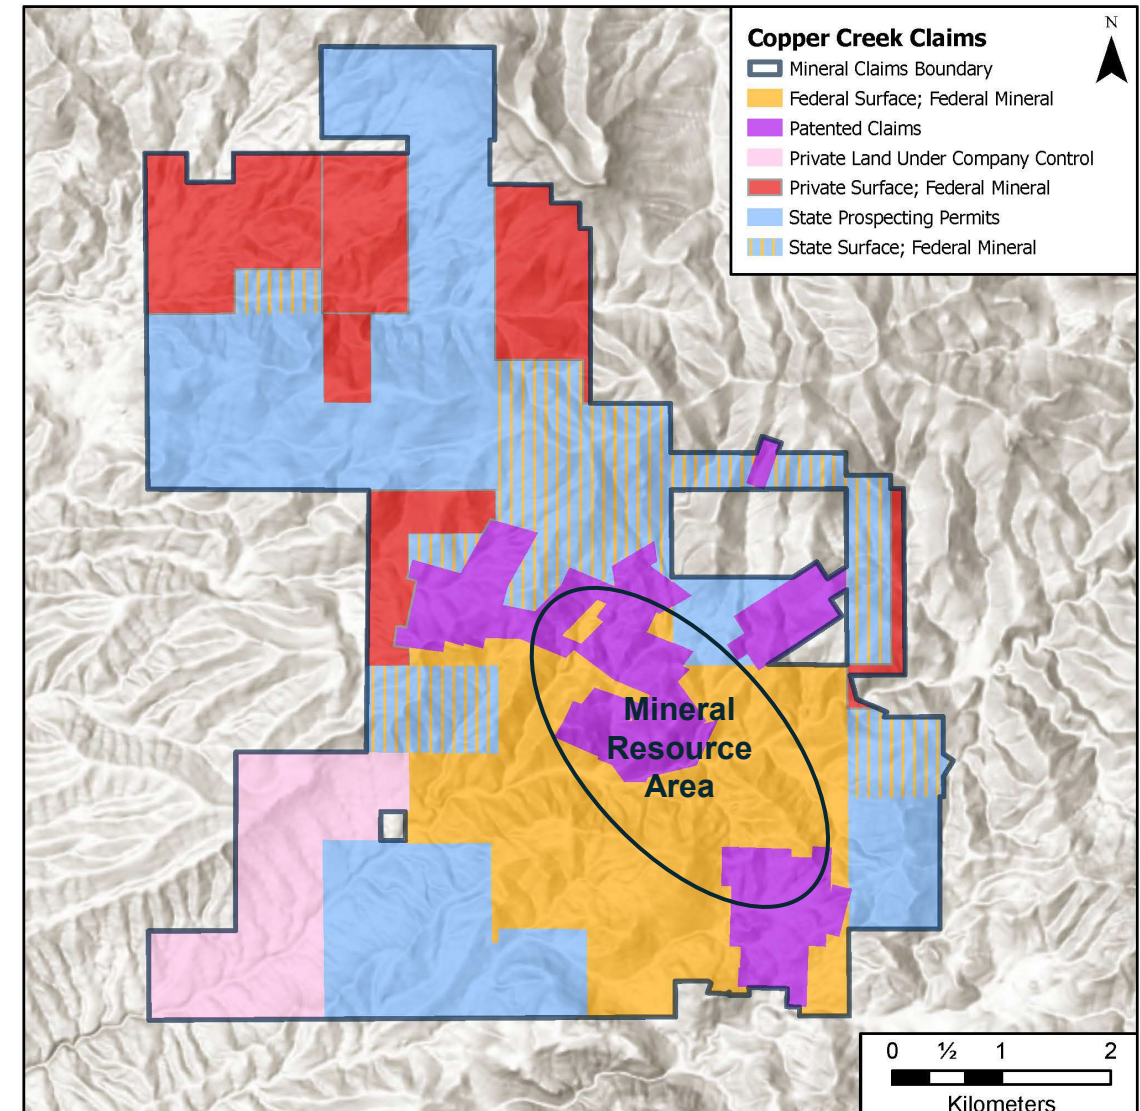 N
Copper Creek Claims
Mineral Claims Boundary
Federal Surface; Federal Mineral
Patented Claims
Private Land Under Company Control
Private Surface; Federal Mineral
State Prospecting Permits
State Surface; Federal Mineral
Mineral
Resource
Area
0 ½ 1 2
Kilometers